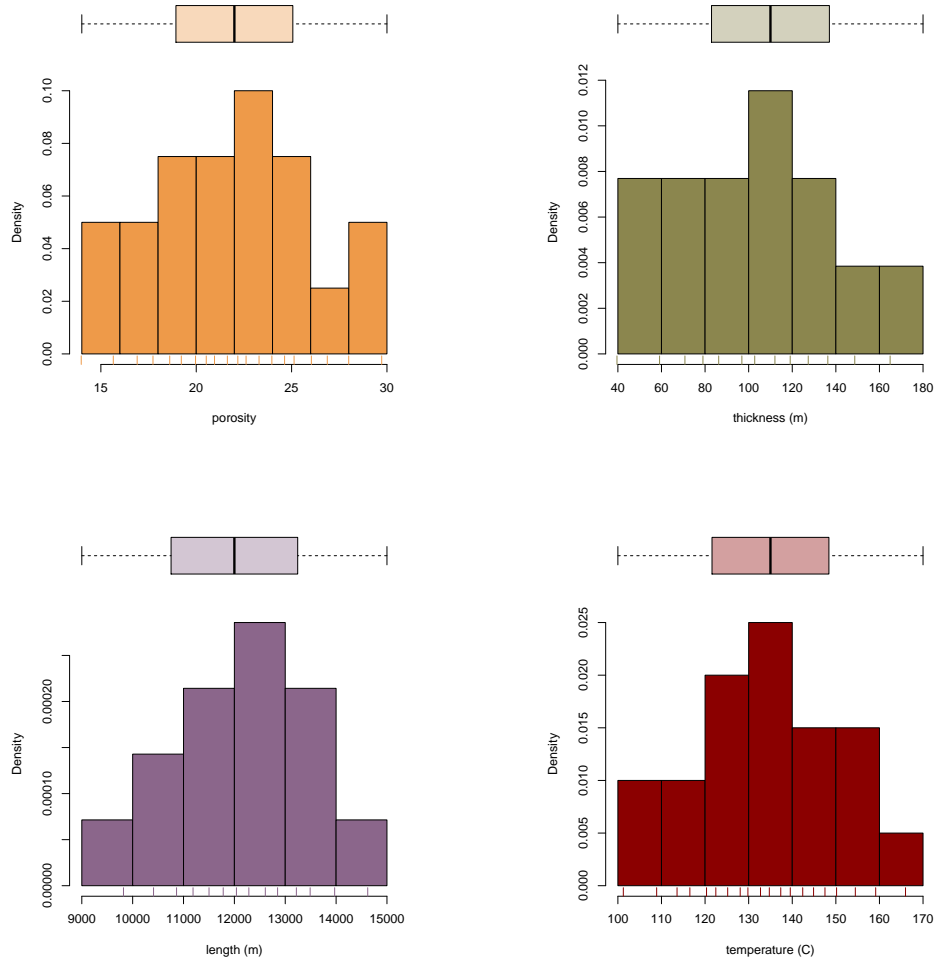 Density
0.00 0.02 0.04 0.06 0.08 0.10
15 20 25 30
porosity
Density
0.000 0.002 0.004 0.006 0.008 0.010 0.012
40 60 80 100 120 140 160 180
thickness (m)
Density
0.00000 0.00010 0.00020
9000 10000 11000 12000 13000 14000 15000
length (m)
Density
0.000 0.005 0.010 0.015 0.020 0.025
100 110 120 130 140 150 160 170
temperature (C)